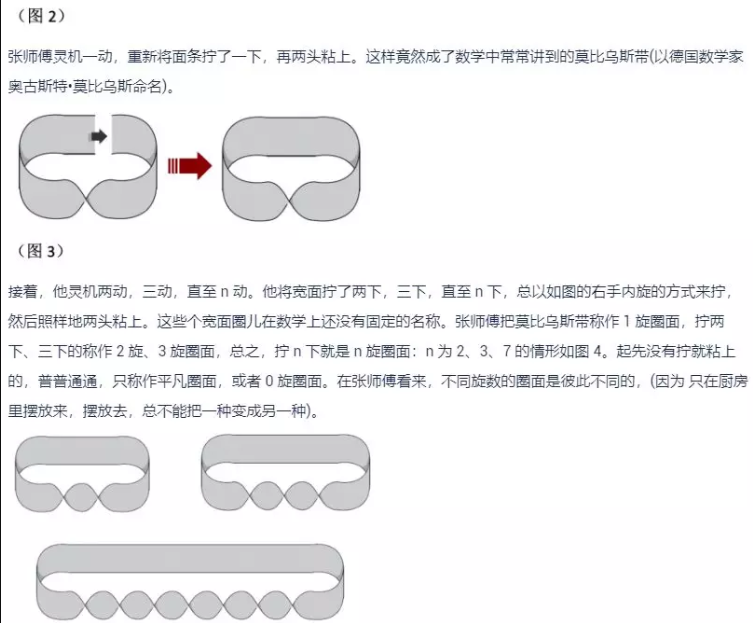 （图 2）
张师傅灵机一动，重新将面条拧了一下，再两头粘上。这样竟然成了数学中常常讲到的莫比乌斯带(以德国数学家
奥古斯特•莫比乌斯命名)。
（图 3）
接着，他灵机两动，三动，直至 n 动。他将宽面拧了两下，三下，直至 n 下，总以如图的右手内旋的方式来拧，
然后照样地两头粘上。这些个宽面圈儿在数学上还没有固定的名称。张师傅把莫比乌斯带称作 1 旋圈面，拧两
下、三下的称作 2 旋、3 旋圈面，总之，拧 n 下就是 n 旋圈面：n 为 2、3、7 的情形如图 4。起先没有拧就粘上
的，普普通通，只称作平凡圈面，或者 0 旋圈面。在张师傅看来，不同旋数的圈面是彼此不同的，(因为 只在厨房
里摆放来，摆放去，总不能把一种变成另一种)。